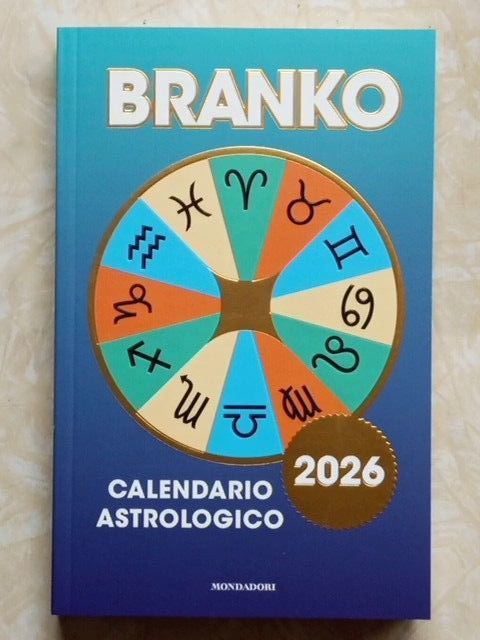 BRANKO
♈ ♉ ♊ ♋ ♌ ♍ ♎ ♏ ♐ ♑ ♒ ♓
2026
CALENDARIO
ASTROLOGICO
MONDADORI